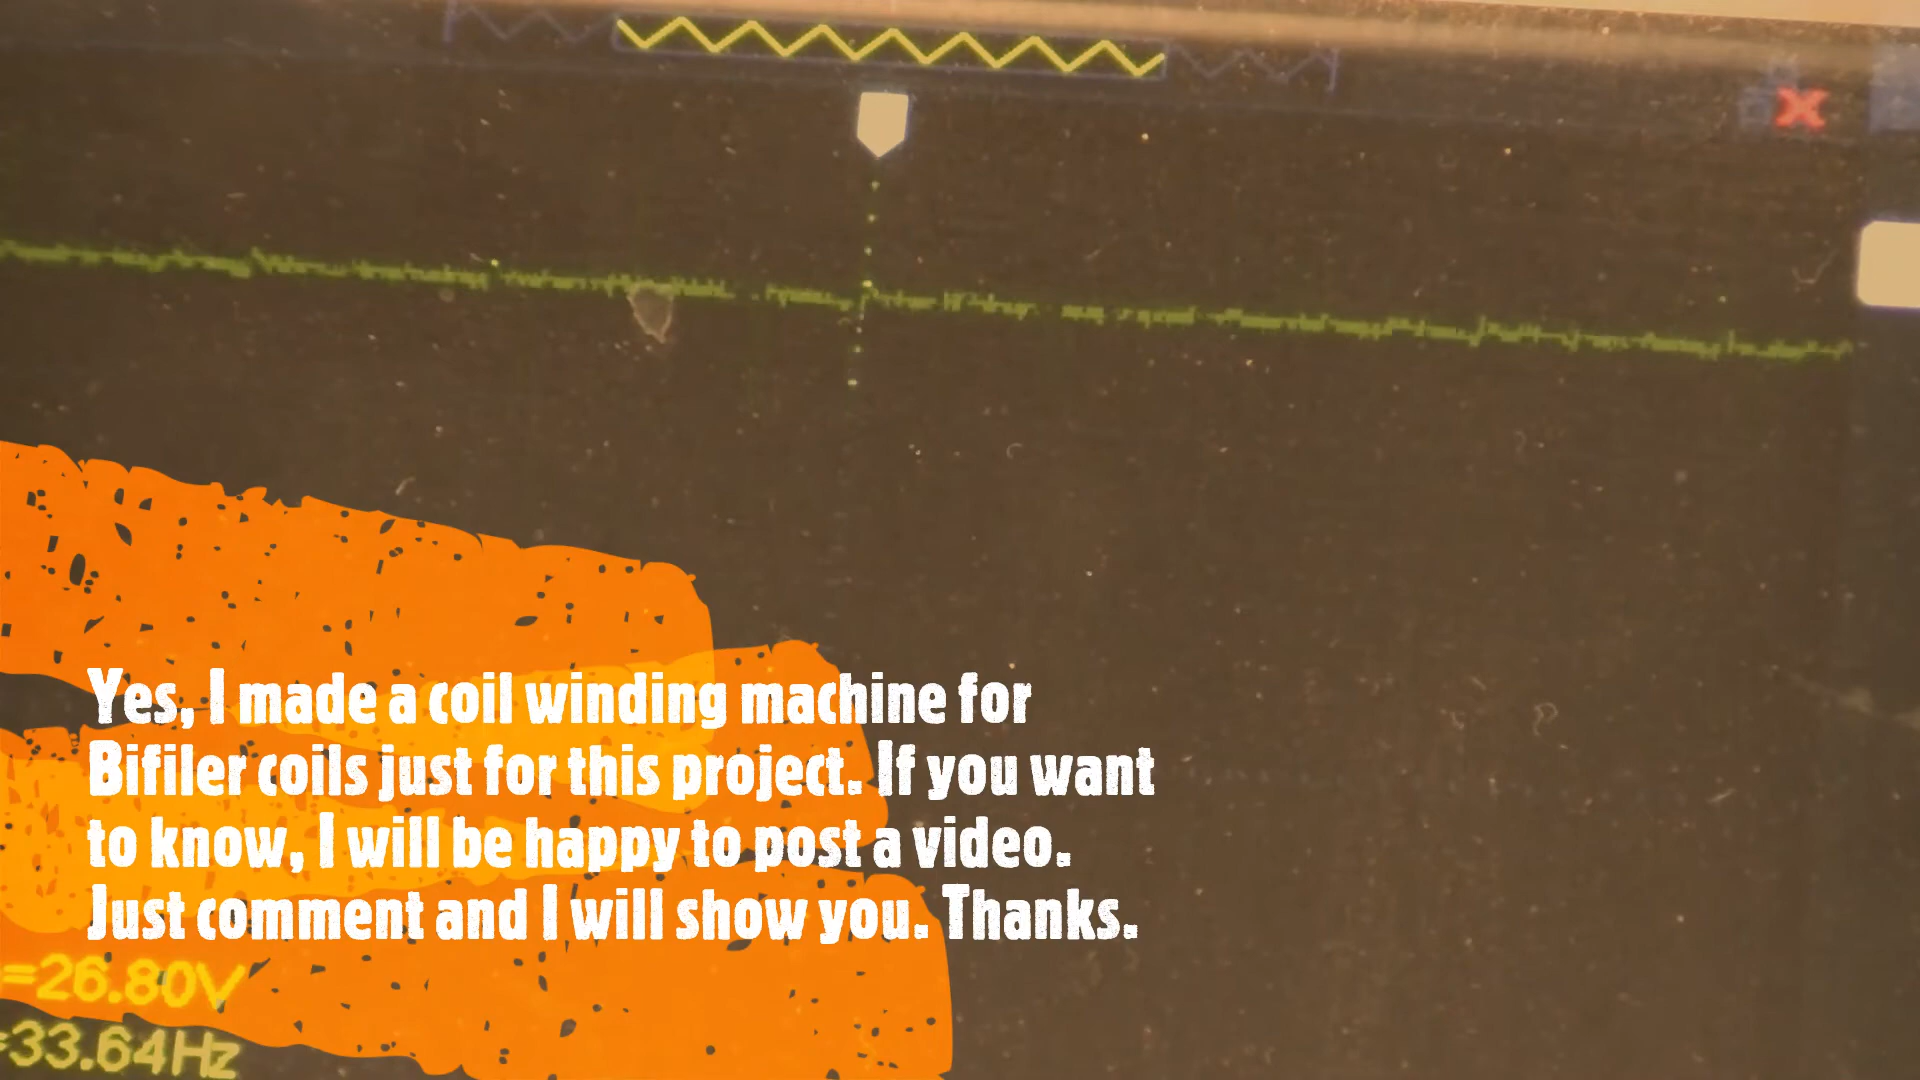 Yes, I made a coil winding machine for
Bifiler coils just for this project. If you want
to know, I will be happy to post a video.
Just comment and I will show you. Thanks.
=26.80V
=33.64Hz